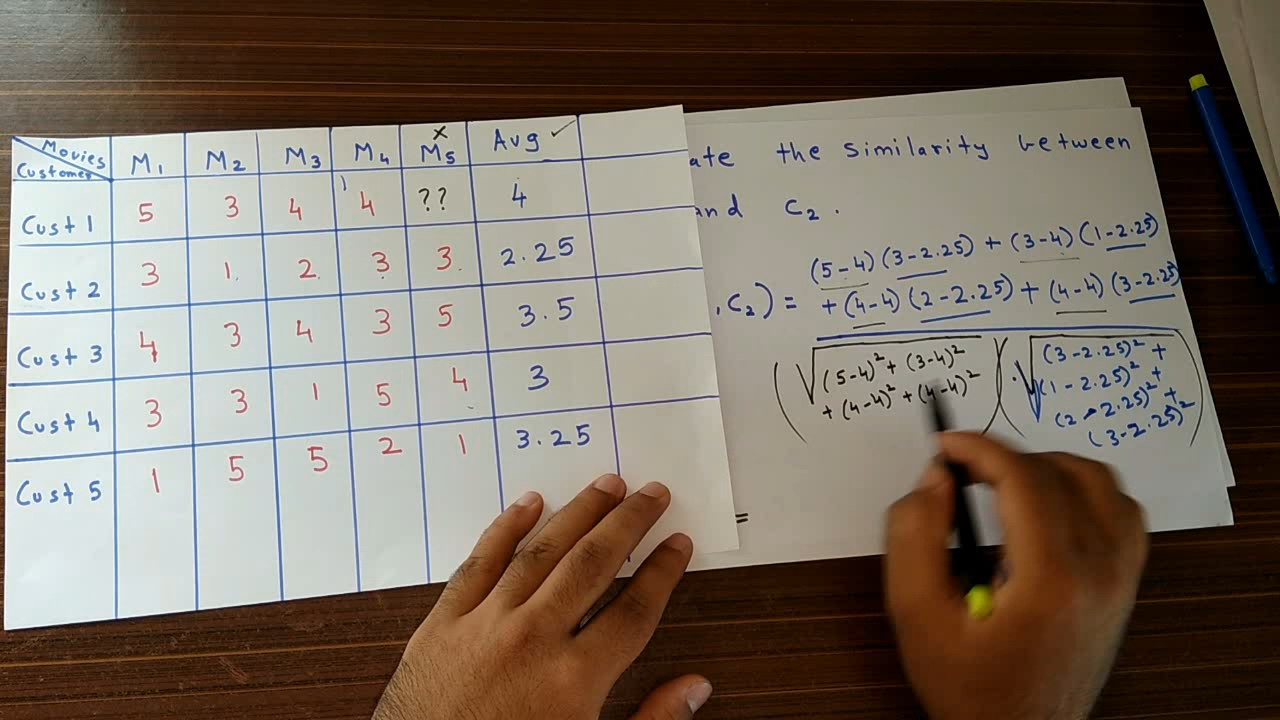 Movies M₁ M₂ M₃ M₄ x M₅ Avg ✓
Customer
Cust 1 5 3 4 4 ?? 4
Cust 2 3 1 2 3 3 2.25
Cust 3 4 3 4 3 5 3.5
Cust 4 3 3 1 5 4 3
Cust 5 1 5 5 2 1 3.25
ate the similarity between
and C₂.
(5-4)(3-2.25) + (3-4)(1-2.25)
, C₂) = + (4-4)(2-2.25) + (4-4)(3-2.25)
(√(5-4)² + (3-4)²
+ (4-4)² + (4-4)²)
(√(3-2.25)² +
(1-2.25)² +
(2-2.25)² +
(3-2.25)²)
=